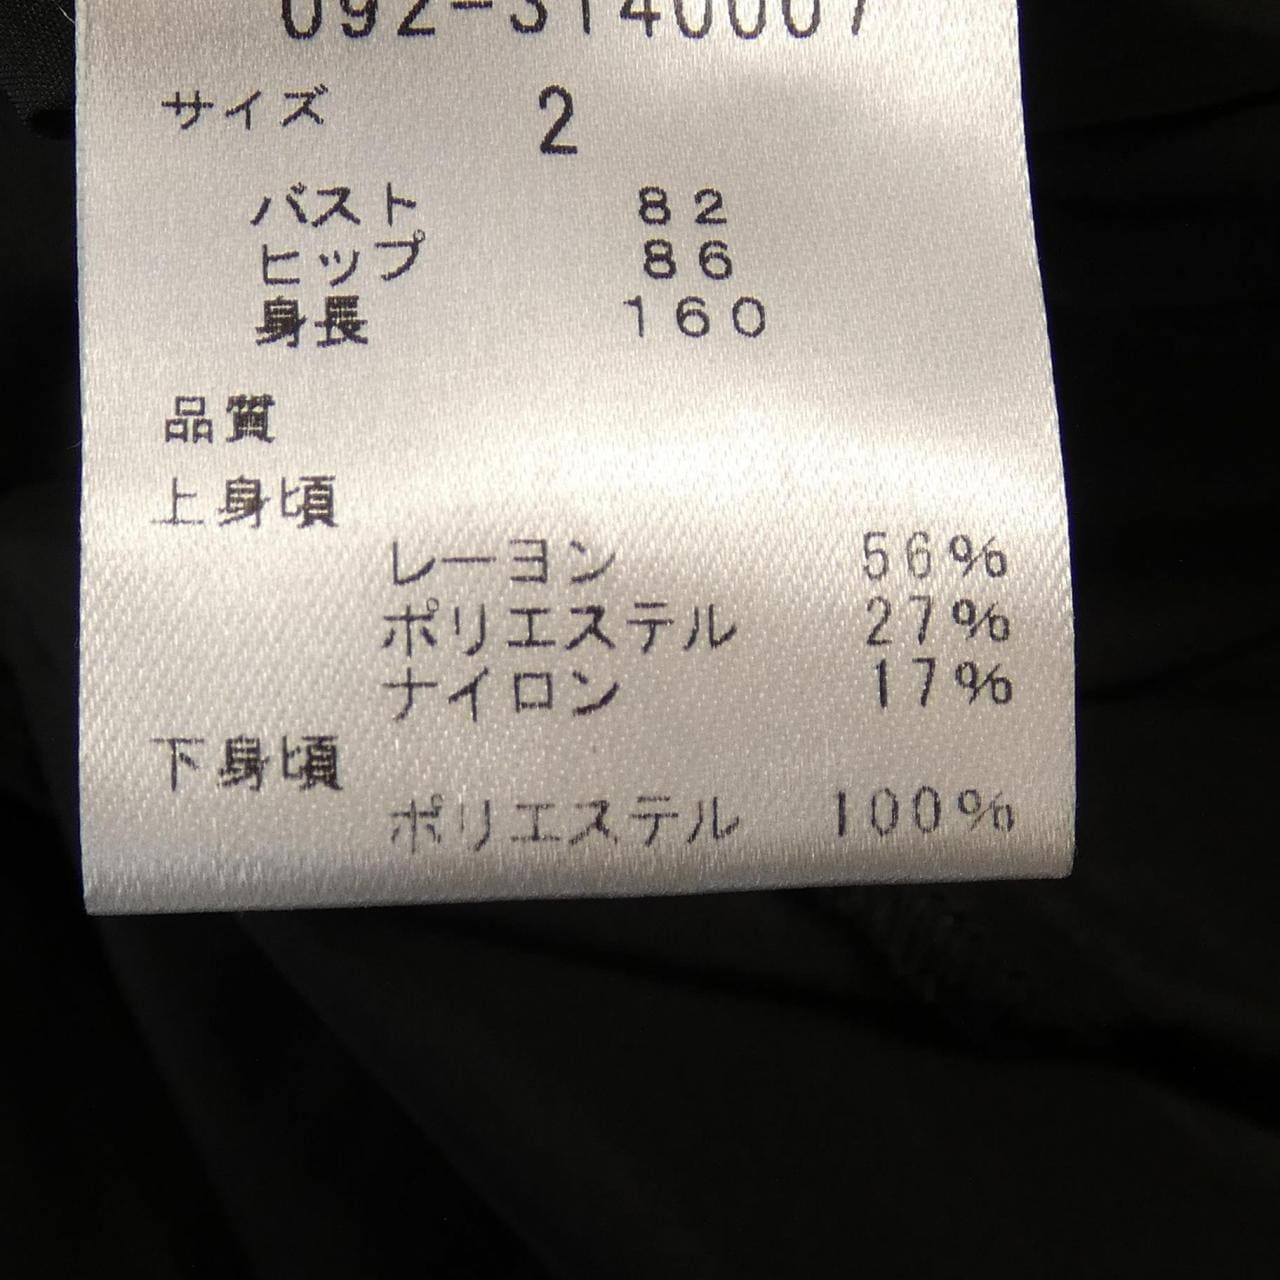 092-3140007
サイズ 2
バスト 82
ヒップ 86
身長 160
品質
上身頃
レーヨン 56%
ポリエステル 27%
ナイロン 17%
下身頃
ポリエステル 100%